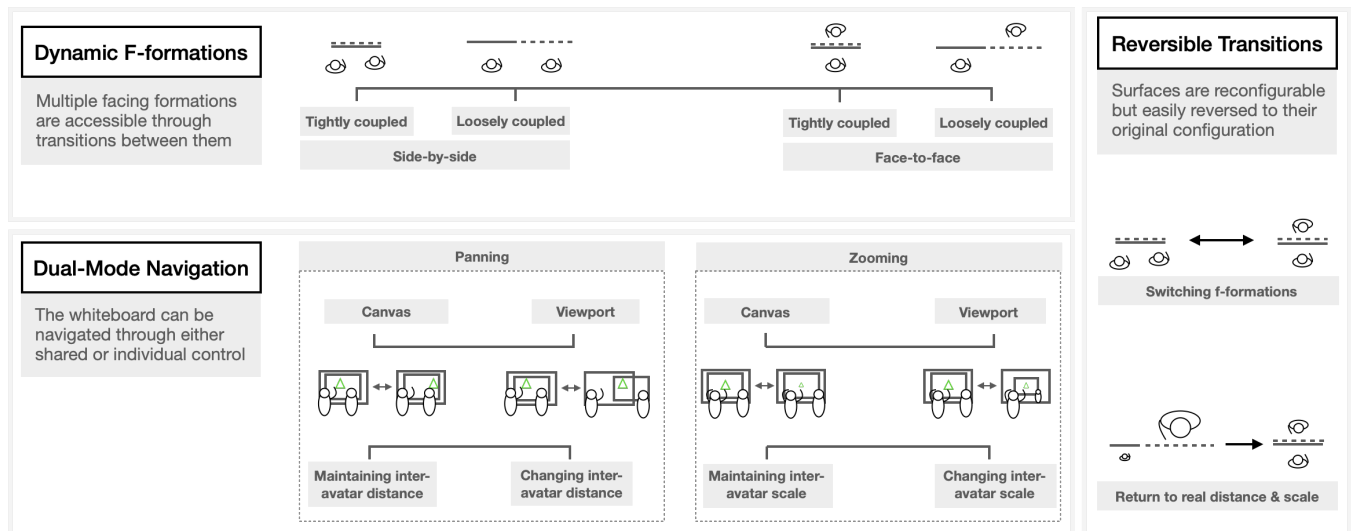 Dynamic F-formations
Multiple facing formations
are accessible through
transitions between them
Tightly coupled
Loosely coupled
Side-by-side
Tightly coupled
Loosely coupled
Face-to-face
Dual-Mode Navigation
The whiteboard can be
navigated through either
shared or individual control
Panning
Canvas
Viewport
Maintaining inter-
avatar distance
Changing inter-
avatar distance
Zooming
Canvas
Viewport
Maintaining inter-
avatar scale
Changing inter-
avatar scale
Reversible Transitions
Surfaces are reconfigurable
but easily reversed to their
original configuration
Switching f-formations
Return to real distance & scale